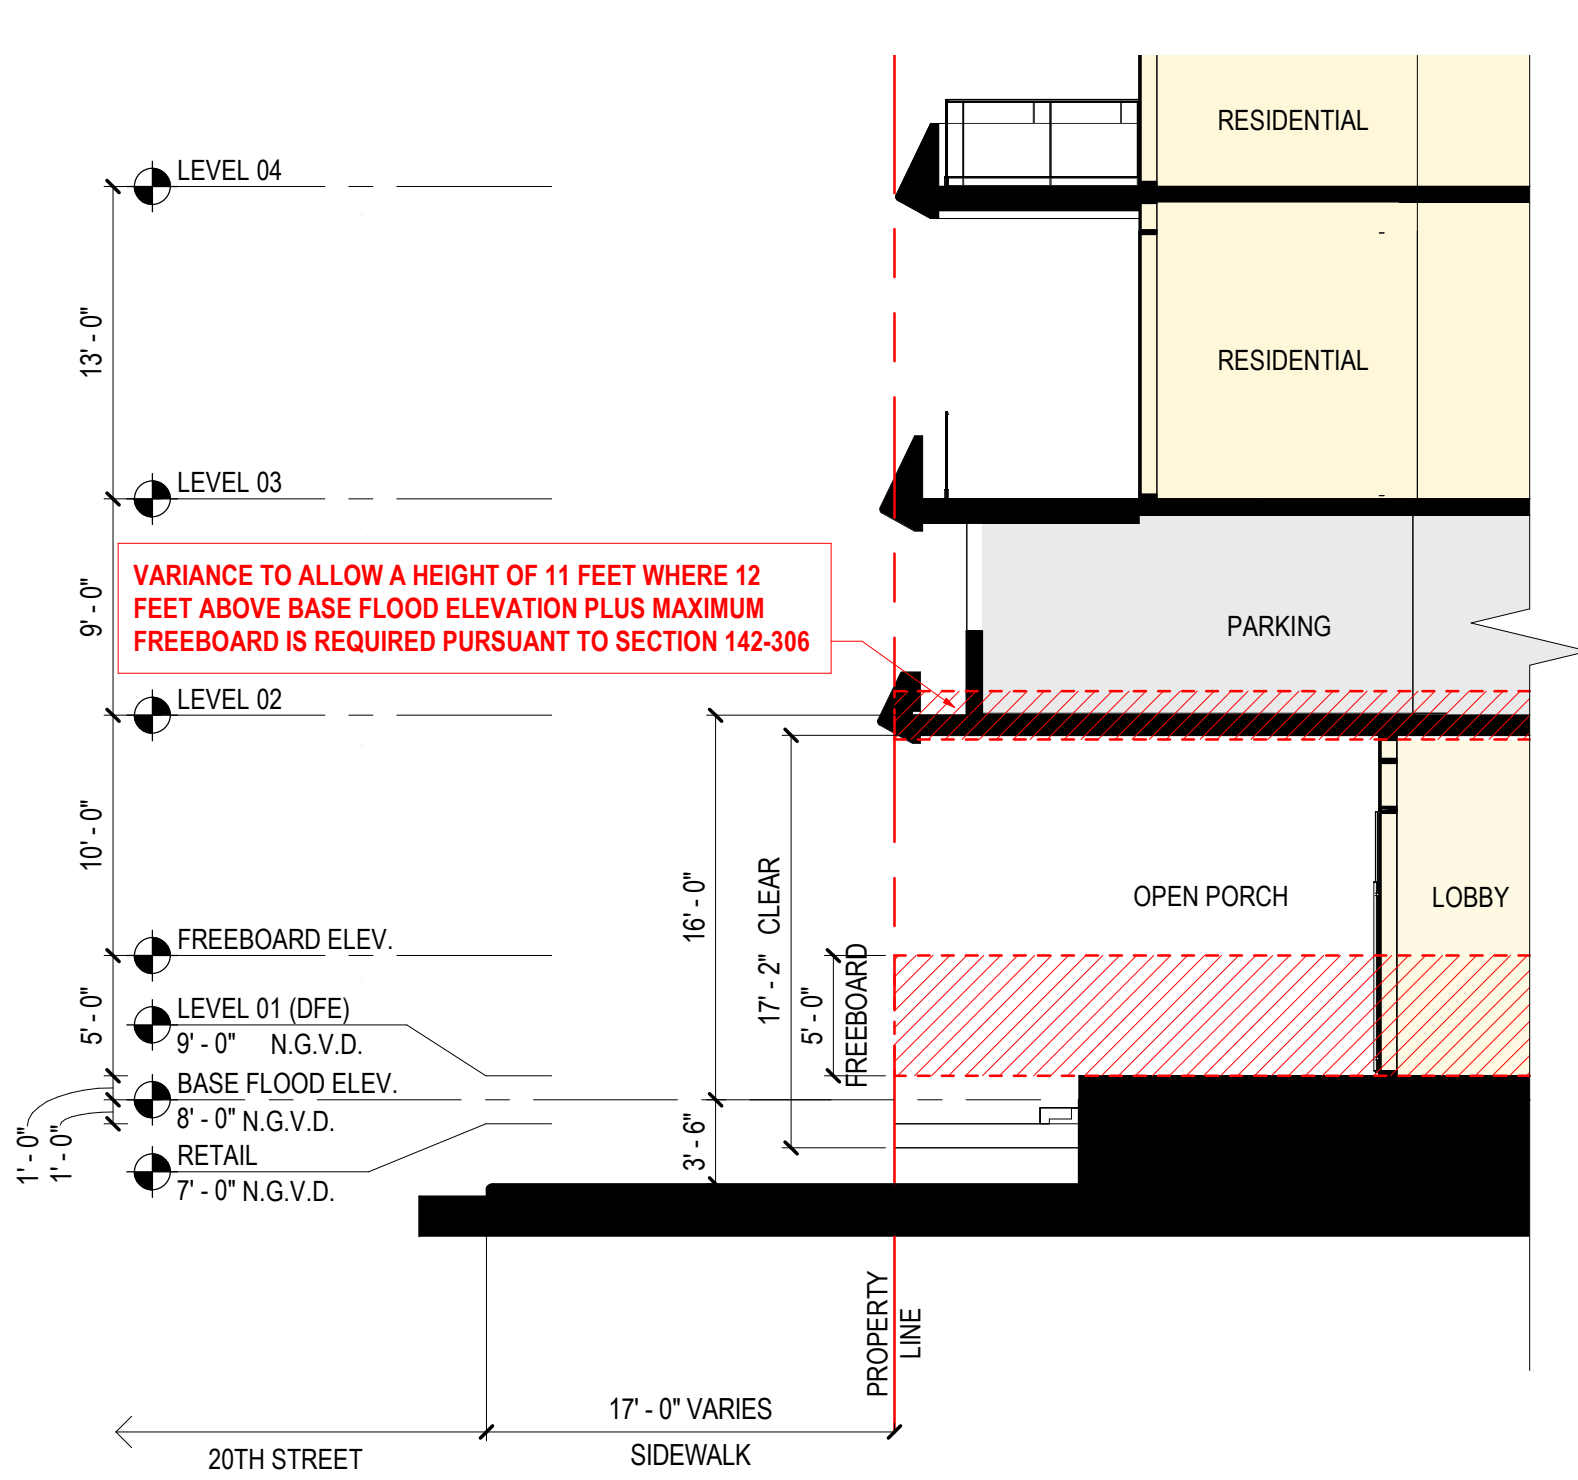 RESIDENTIAL
LEVEL 04
13' - 0"
RESIDENTIAL
LEVEL 03
VARIANCE TO ALLOW A HEIGHT OF 11 FEET WHERE 12
FEET ABOVE BASE FLOOD ELEVATION PLUS MAXIMUM
FREEBOARD IS REQUIRED PURSUANT TO SECTION 142-306
9' - 0"
PARKING
LEVEL 02
10' - 0"
16' - 0"
17' - 2" CLEAR
OPEN PORCH
LOBBY
FREEBOARD ELEV.
5' - 0"
FREEBOARD
5' - 0"
LEVEL 01 (DFE)
9' - 0" N.G.V.D.
BASE FLOOD ELEV.
8' - 0" N.G.V.D.
1' - 0"
1' - 0"
3' - 6"
RETAIL
7' - 0" N.G.V.D.
PROPERTY
LINE
17' - 0" VARIES
SIDEWALK
20TH STREET